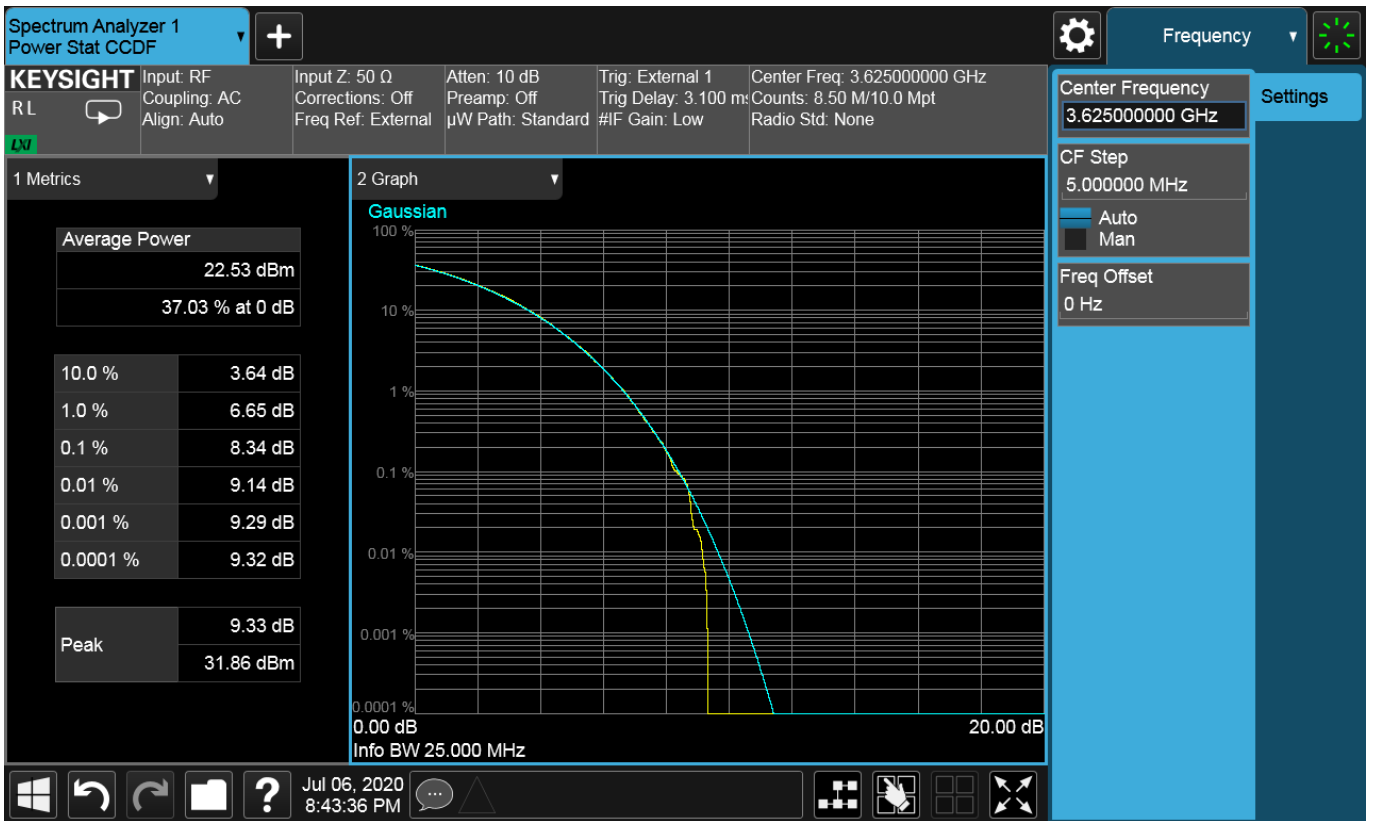 Spectrum Analyzer 1
Power Stat CCDF
Frequency
KEYSIGHT
RL
LXI
Input: RF
Coupling: AC
Align: Auto
Input Z: 50 Ω
Corrections: Off
Freq Ref: External
Atten: 10 dB
Preamp: Off
µW Path: Standard
Trig: External 1
Trig Delay: 3.100 ms
#IF Gain: Low
Center Freq: 3.625000000 GHz
Counts: 8.50 M/10.0 Mpt
Radio Std: None
Center Frequency
3.625000000 GHz
Settings
CF Step
5.000000 MHz
Auto
Man
Freq Offset
0 Hz
1 Metrics
Average Power
22.53 dBm
37.03 % at 0 dB
10.0 % 3.64 dB
1.0 % 6.65 dB
0.1 % 8.34 dB
0.01 % 9.14 dB
0.001 % 9.29 dB
0.0001 % 9.32 dB
Peak
9.33 dB
31.86 dBm
2 Graph
Gaussian
100 %
10 %
1 %
0.1 %
0.01 %
0.001 %
0.0001 %
0.00 dB 20.00 dB
Info BW 25.000 MHz
?
Jul 06, 2020
8:43:36 PM